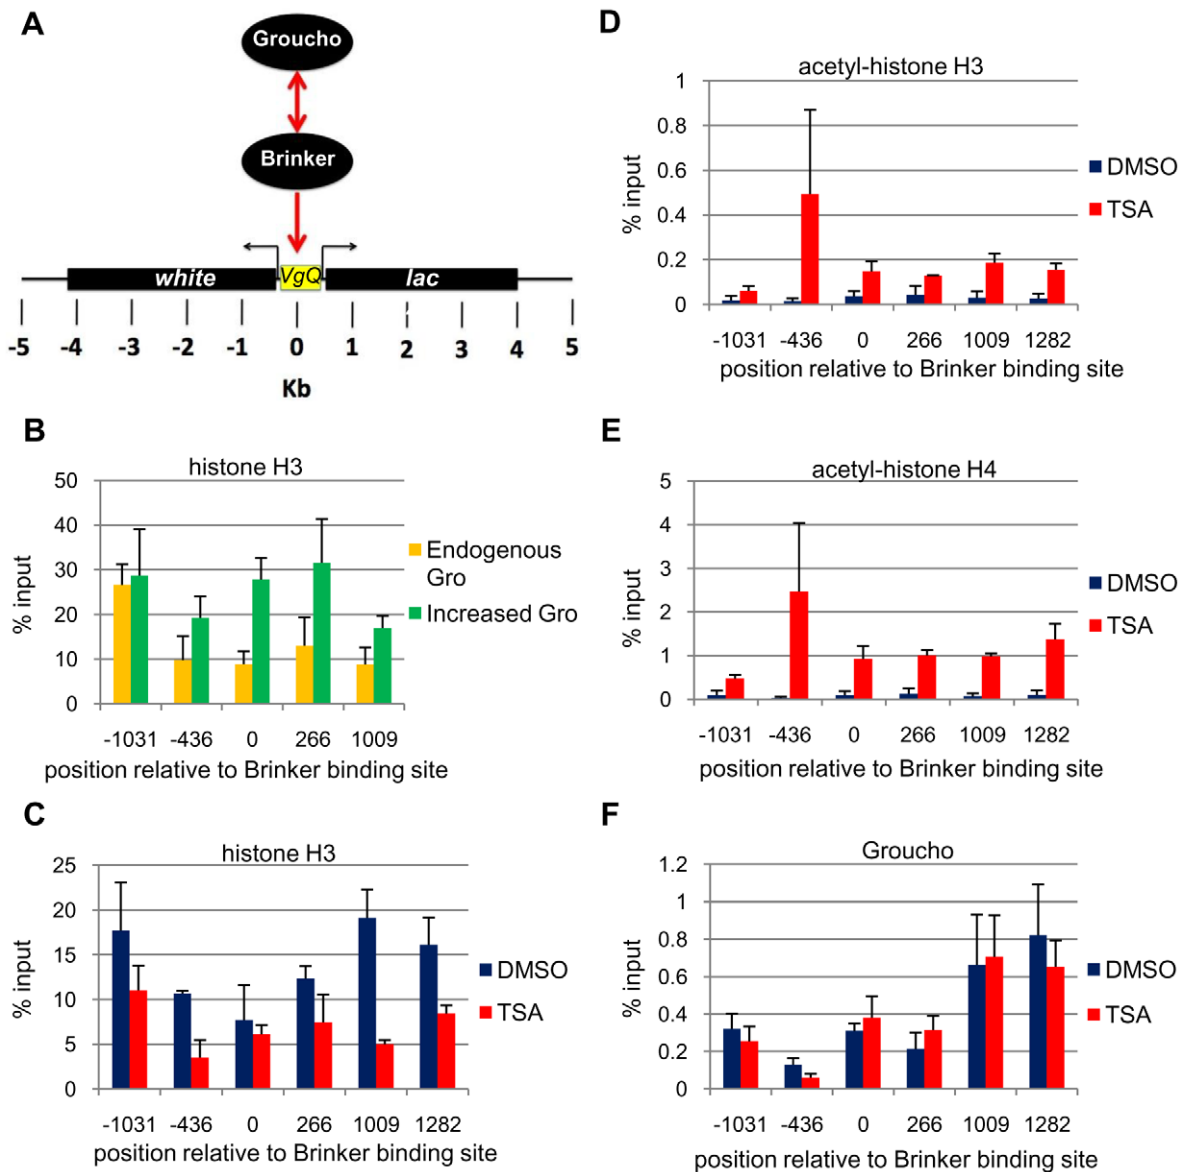 A
Groucho
Brinker
white VgQ lac
-5 -4 -3 -2 -1 0 1 2 3 4 5
Kb
B
histone H3
50
40
30
20
10
0
% input
-1031 -436 0 266 1009
position relative to Brinker binding site
Endogenous
Gro
Increased Gro
C
histone H3
25
20
15
10
5
0
% input
-1031 -436 0 266 1009 1282
position relative to Brinker binding site
DMSO
TSA
D
acetyl-histone H3
1
0.8
0.6
0.4
0.2
0
% input
-1031 -436 0 266 1009 1282
position relative to Brinker binding site
DMSO
TSA
E
acetyl-histone H4
5
4
3
2
1
0
% input
-1031 -436 0 266 1009 1282
position relative to Brinker binding site
DMSO
TSA
F
Groucho
1.2
1
0.8
0.6
0.4
0.2
0
% input
-1031 -436 0 266 1009 1282
position relative to Brinker binding site
DMSO
TSA